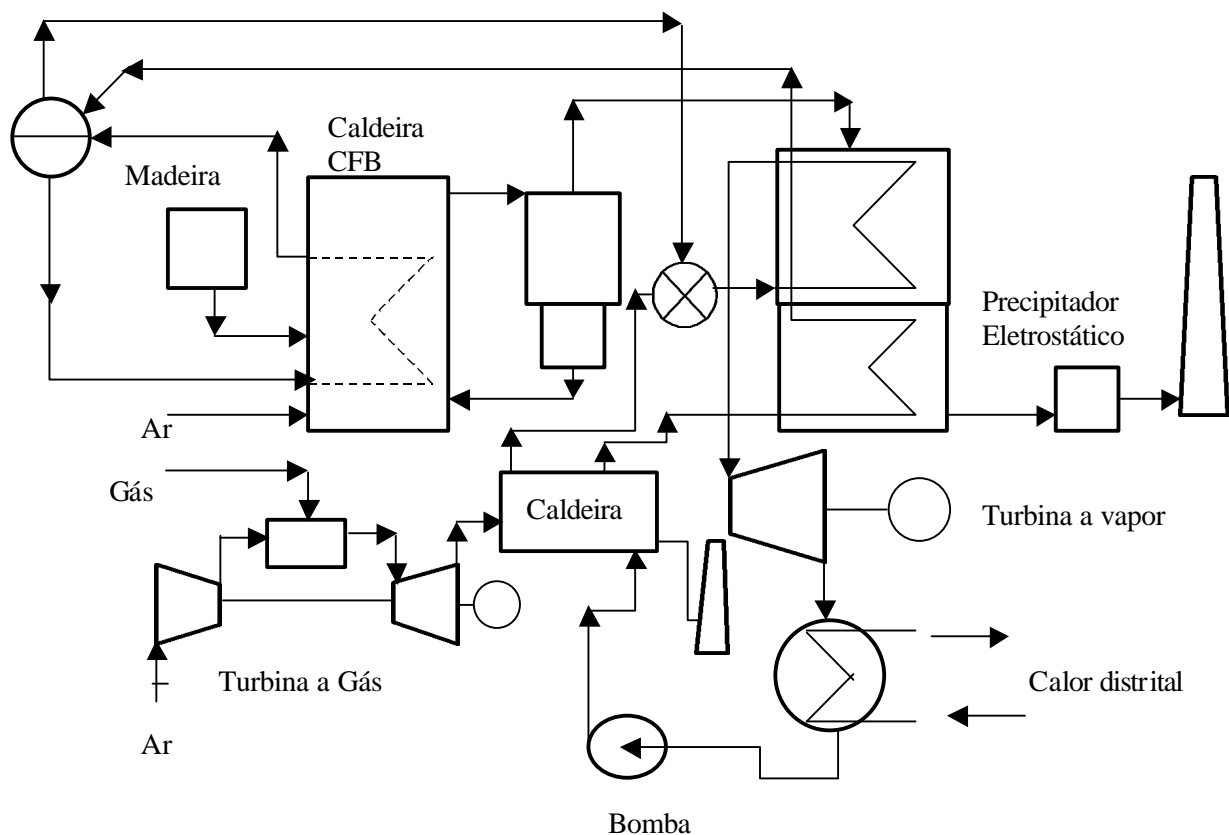 Caldeira
CFB
Madeira
Precipitador
Eletrostático
Ar
Gás
Caldeira
Turbina a vapor
Turbina a Gás
Calor distrital
Ar
Bomba